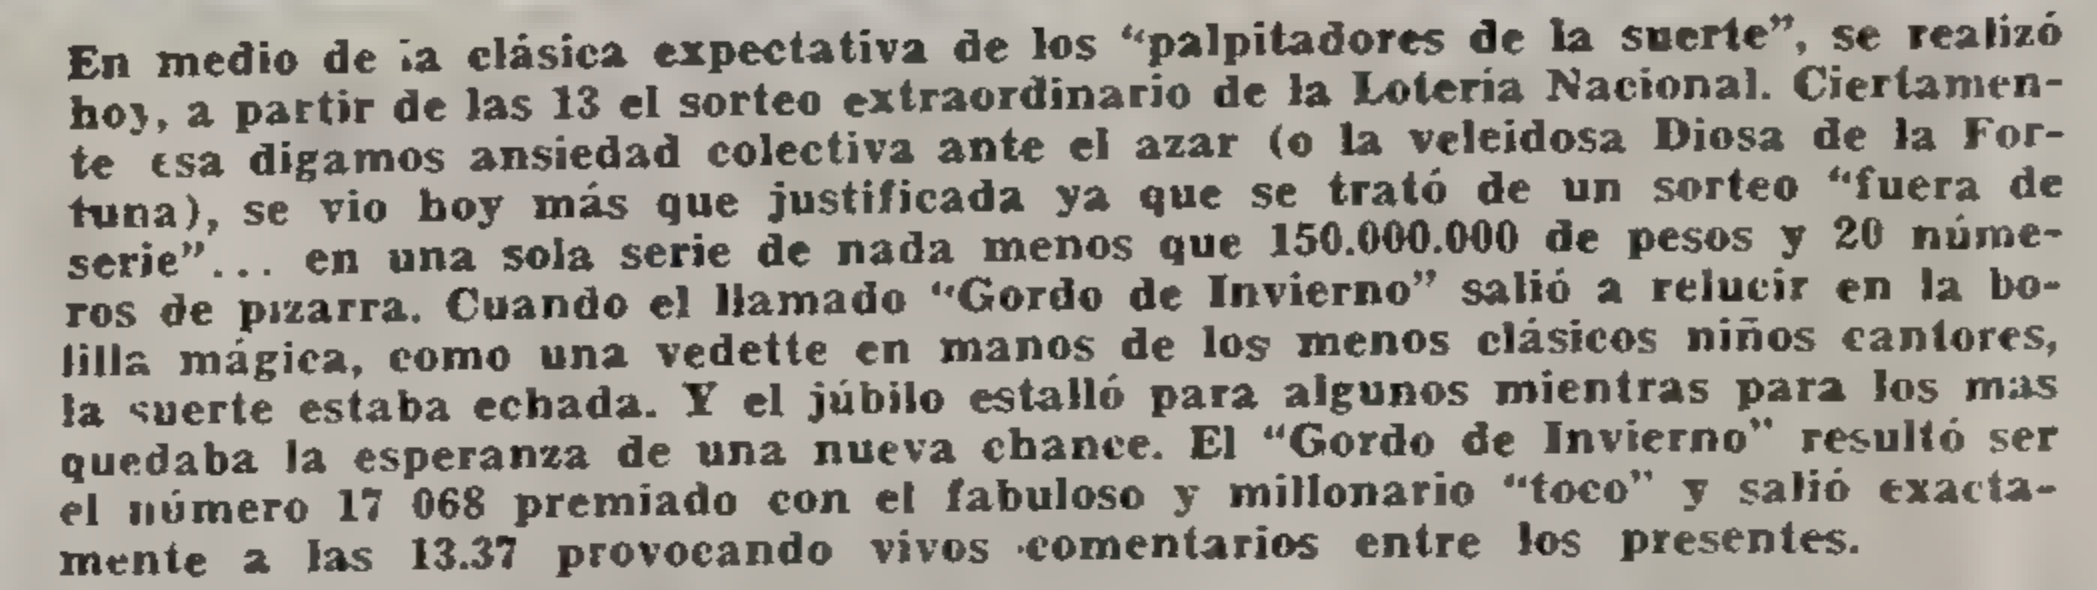 En medio de la clásica expectativa de los “palpitadores de la suerte”, se realizó
hoy, a partir de las 13 el sorteo extraordinario de la Lotería Nacional. Ciertamen-
te esa digamos ansiedad colectiva ante el azar (o la veleidosa Diosa de la For-
tuna), se vio hoy más que justificada ya que se trató de un sorteo “fuera de
serie”... en una sola serie de nada menos que 150.000.000 de pesos y 20 núme-
ros de pizarra. Cuando el llamado “Gordo de Invierno” salió a relucir en la bo-
lilla mágica, como una vedette en manos de los menos clásicos niños cantores,
la suerte estaba echada. Y el júbilo estalló para algunos mientras para los mas
quedaba la esperanza de una nueva chance. El “Gordo de Invierno” resultó ser
el número 17 068 premiado con el fabuloso y millonario “toco” y salió exacta-
mente a las 13.37 provocando vivos comentarios entre los presentes.